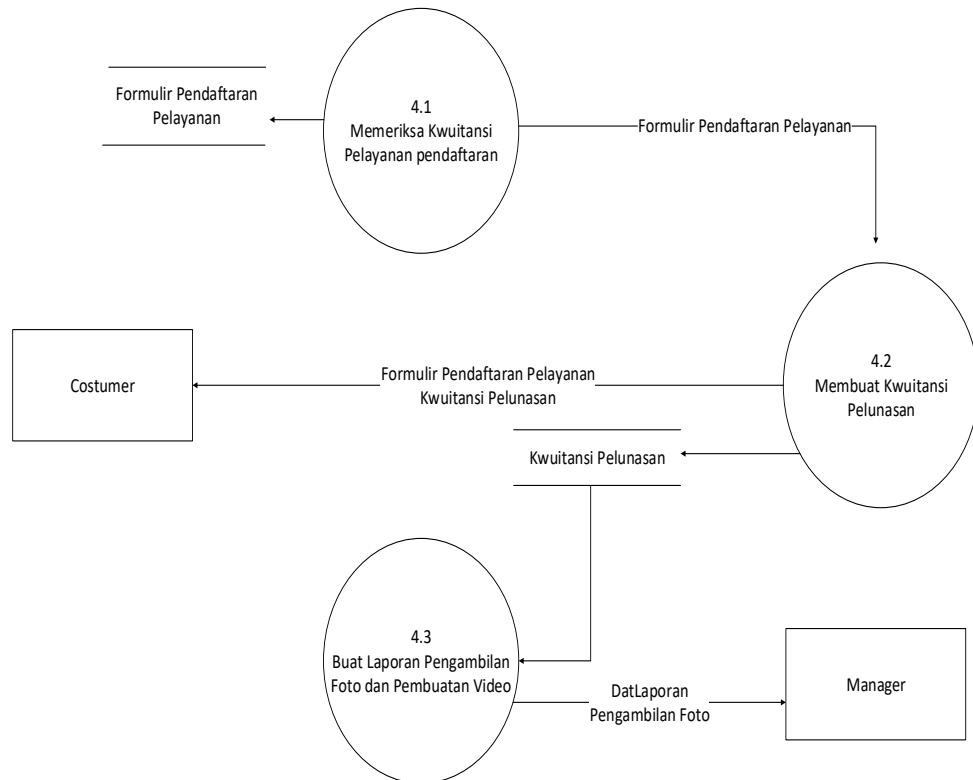 Formulir Pendaftaran
Pelayanan
4.1
Memeriksa Kwuitansi
Pelayanan pendaftaran
Formulir Pendaftaran Pelayanan
4.2
Membuat Kwuitansi
Pelunasan
Costumer
Formulir Pendaftaran Pelayanan
Kwuitansi Pelunasan
Kwuitansi Pelunasan
4.3
Buat Laporan Pengambilan
Foto dan Pembuatan Video
DatLaporan
Pengambilan Foto
Manager